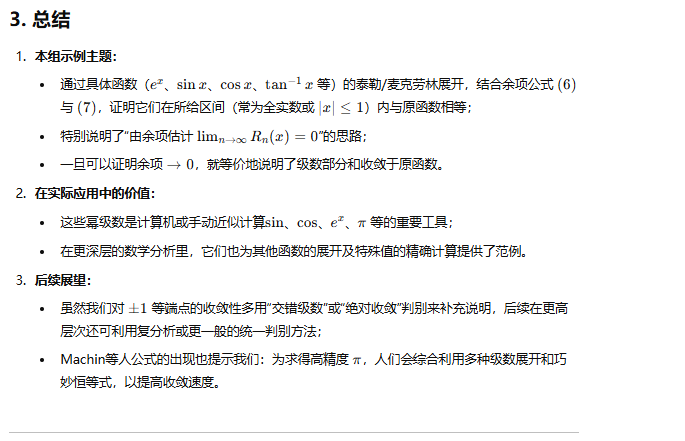 3. 总结
1. 本组示例主题：
• 通过具体函数（eˣ、sin x、cos x、tan⁻¹ x 等）的泰勒/麦克劳林展开，结合余项公式 (6)
与 (7)，证明它们在所给区间（常为全实数或 |x| ≤ 1）内与原函数相等；
• 特别说明了“由余项估计 limₙ→∞ Rₙ(x) = 0”的思路；
• 一旦可以证明余项 → 0，就等价地说明了级数部分和收敛于原函数。
2. 在实际应用中的价值：
• 这些幂级数是计算机或手动近似计算sin、cos、eˣ、π 等的重要工具；
• 在更深层的数学分析里，它们也为其他函数的展开及特殊值的精确计算提供了范例。
3. 后续展望：
• 虽然我们对 ±1 等端点的收敛性多用“交错级数”或“绝对收敛”判别来补充说明，后续在更高
层次还可利用复分析或更一般的统一判别方法；
• Machin等人公式的出现也提示我们：为求得高精度 π，人们会综合利用多种级数展开和巧
妙恒等式，以提高收敛速度。